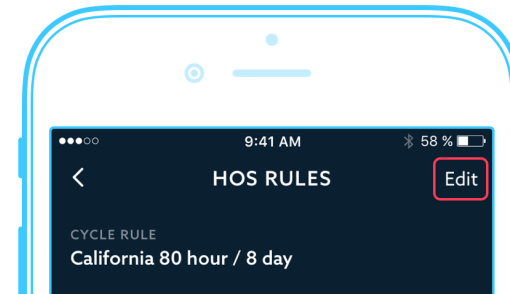 9:41 AM 58 %
HOS RULES Edit
CYCLE RULE
California 80 hour / 8 day